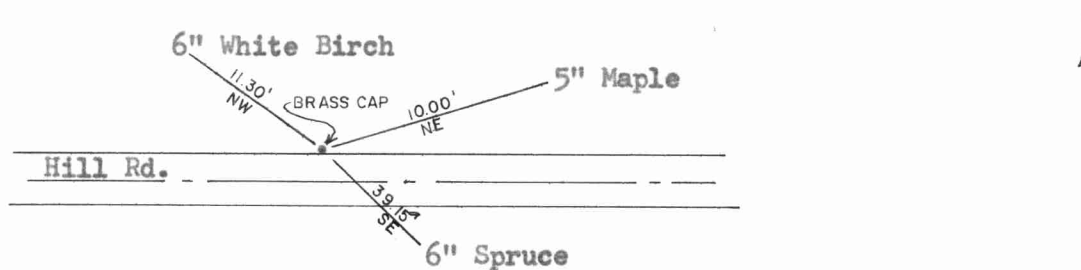 6" White Birch
5" Maple
11.30'
NW
BRASS CAP
10.00'
NE
Hill Rd.
39.15'
SE
6" Spruce